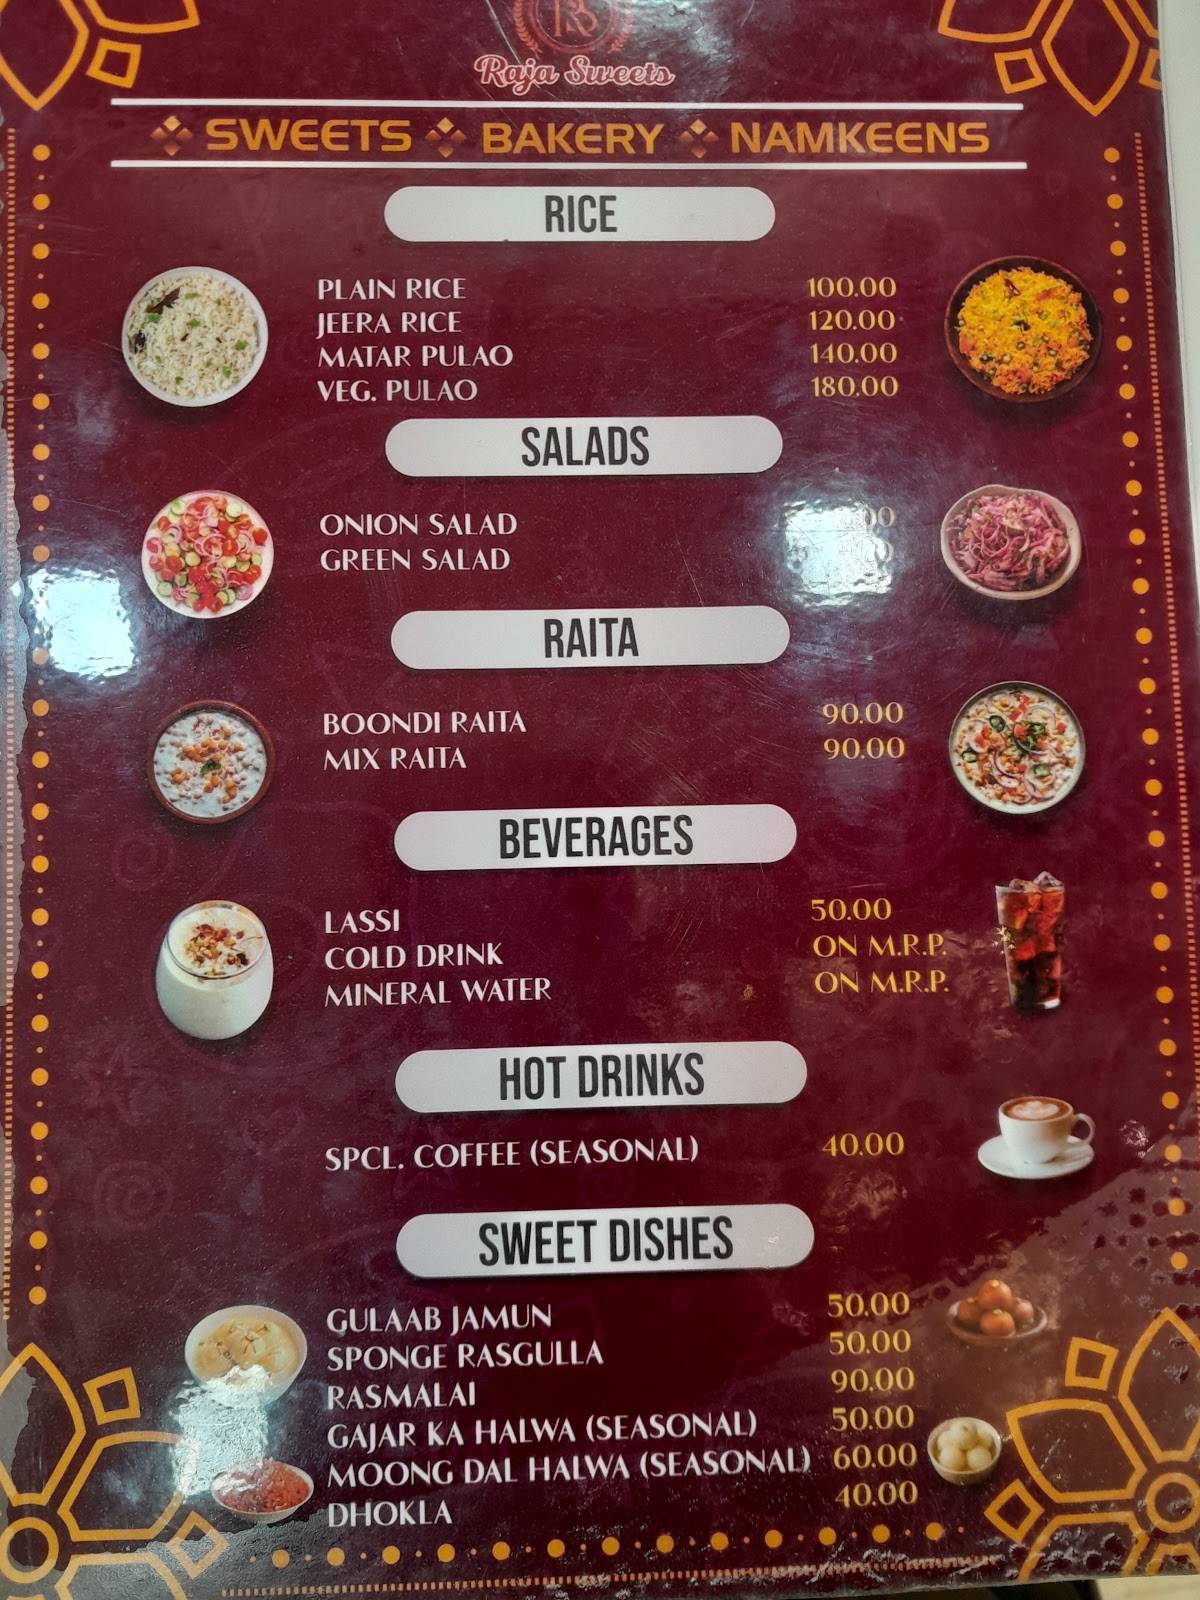 RS
Raja Sweets
SWEETS BAKERY NAMKEENS
RICE
PLAIN RICE 100.00
JEERA RICE 120.00
MATAR PULAO 140.00
VEG. PULAO 180.00
SALADS
ONION SALAD
GREEN SALAD
RAITA
BOONDI RAITA 90.00
MIX RAITA 90.00
BEVERAGES
LASSI 50.00
COLD DRINK ON M.R.P.
MINERAL WATER ON M.R.P.
HOT DRINKS
SPCL. COFFEE (SEASONAL) 40.00
SWEET DISHES
GULAAB JAMUN 50.00
SPONGE RASGULLA 50.00
RASMALAI 90.00
GAJAR KA HALWA (SEASONAL) 50.00
MOONG DAL HALWA (SEASONAL) 60.00
DHOKLA 40.00